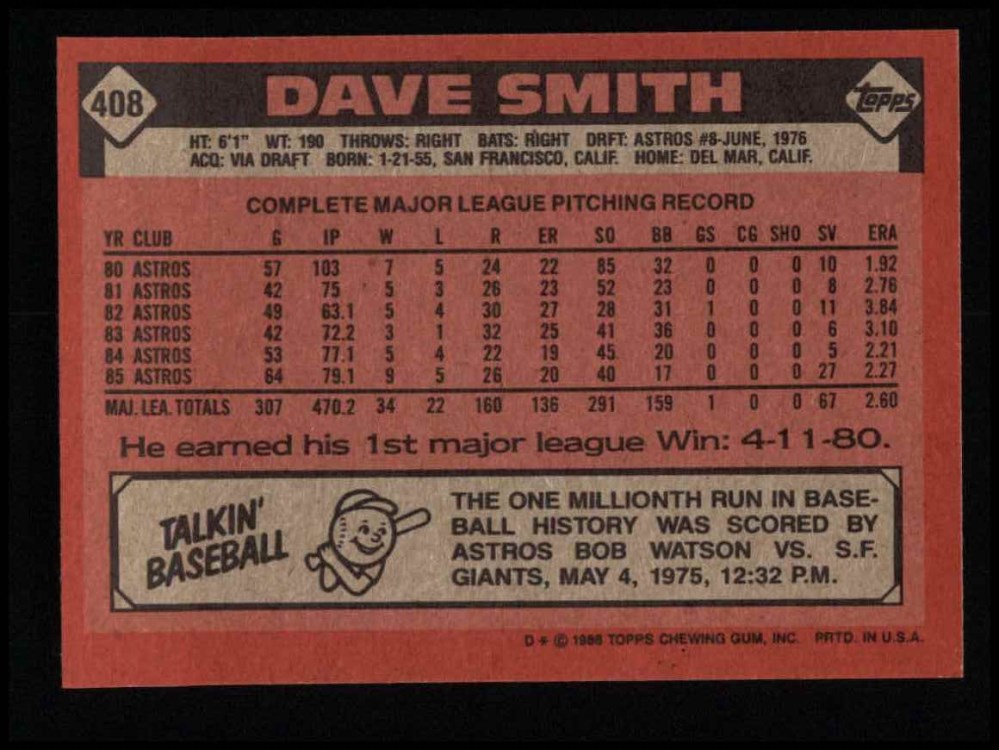 408
DAVE SMITH
topps
HT: 6'1" WT: 190 THROWS: RIGHT BATS: RIGHT DRFT: ASTROS #8-JUNE, 1976
ACQ: VIA DRAFT BORN: 1-21-55, SAN FRANCISCO, CALIF. HOME: DEL MAR, CALIF.
COMPLETE MAJOR LEAGUE PITCHING RECORD
YR CLUB G IP W L R ER SO BB GS CG SHO SV ERA
80 ASTROS 57 103 7 5 24 22 85 32 0 0 0 10 1.92
81 ASTROS 42 75 5 3 26 23 52 23 0 0 0 8 2.76
82 ASTROS 49 63.1 5 4 30 27 28 31 1 0 0 11 3.84
83 ASTROS 42 72.2 3 1 32 25 41 36 0 0 0 6 3.10
84 ASTROS 53 77.1 5 4 22 19 45 20 0 0 0 5 2.21
85 ASTROS 64 79.1 9 5 26 20 40 17 0 0 0 27 2.27
MAJ. LEA. TOTALS 307 470.2 34 22 160 136 291 159 1 0 0 67 2.60
He earned his 1st major league Win: 4-11-80.
TALKIN'
BASEBALL
THE ONE MILLIONTH RUN IN BASE-
BALL HISTORY WAS SCORED BY
ASTROS BOB WATSON VS. S.F.
GIANTS, MAY 4, 1975, 12:32 P.M.
D * © 1986 TOPPS CHEWING GUM, INC. PRTD. IN U.S.A.